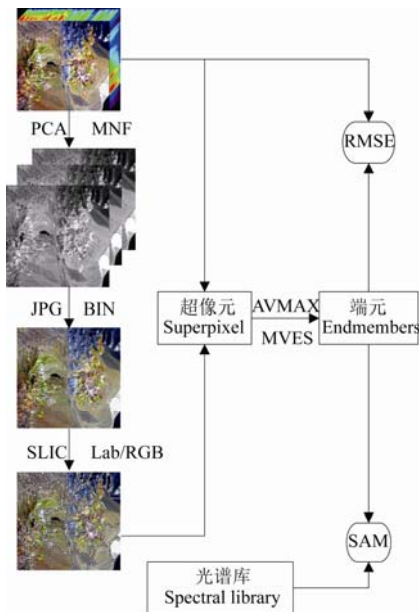 PCA MNF
RMSE
JPG BIN
超像元
Superpixel
AVMAX
MVES
端元
Endmembers
SLIC Lab/RGB
SAM
光谱库
Spectral library